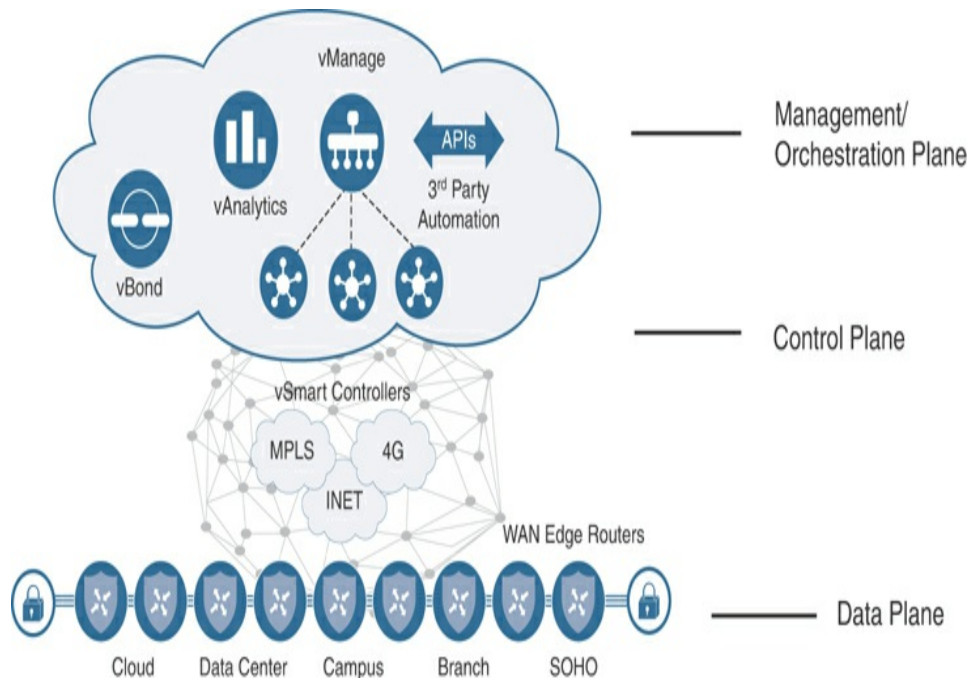 vManage
Management/
Orchestration Plane
APIs
vAnalytics
3rd Party
Automation
vBond
Control Plane
vSmart Controllers
MPLS
4G
INET
WAN Edge Routers
Data Plane
Cloud
Data Center
Campus
Branch
SOHO